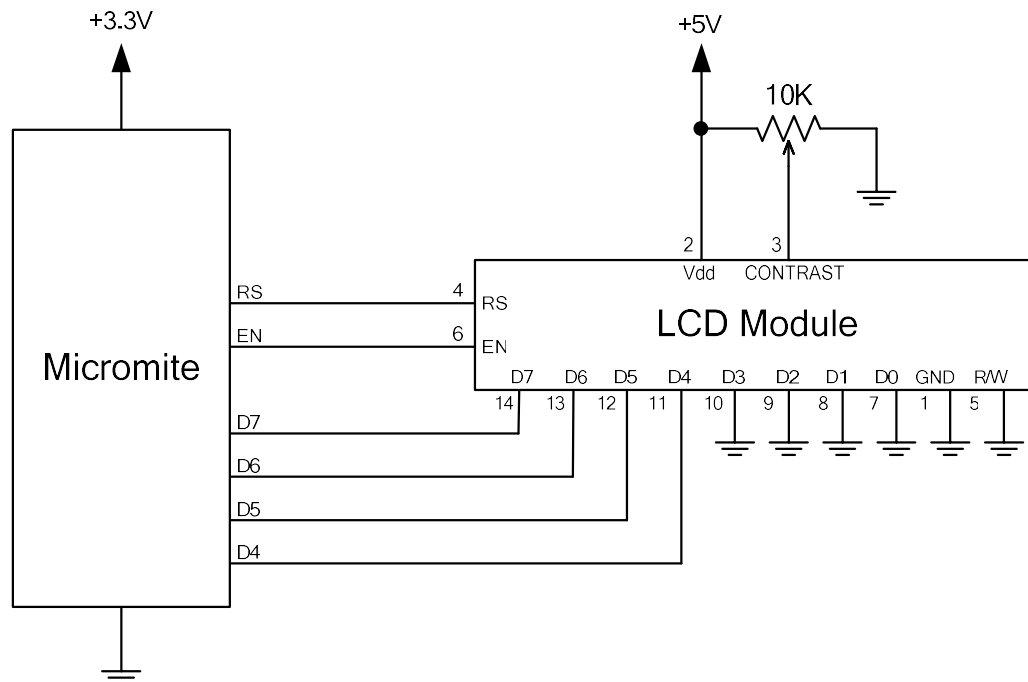 +3.3V
+5V
10K
2
3
Vdd
CONTRAST
RS
4
RS
LCD Module
EN
6
EN
Micromite
D7
D6
D5
D4
D3
D2
D1
D0
GND
R/W
14
13
12
11
10
9
8
7
1
5
D7
D6
D5
D4